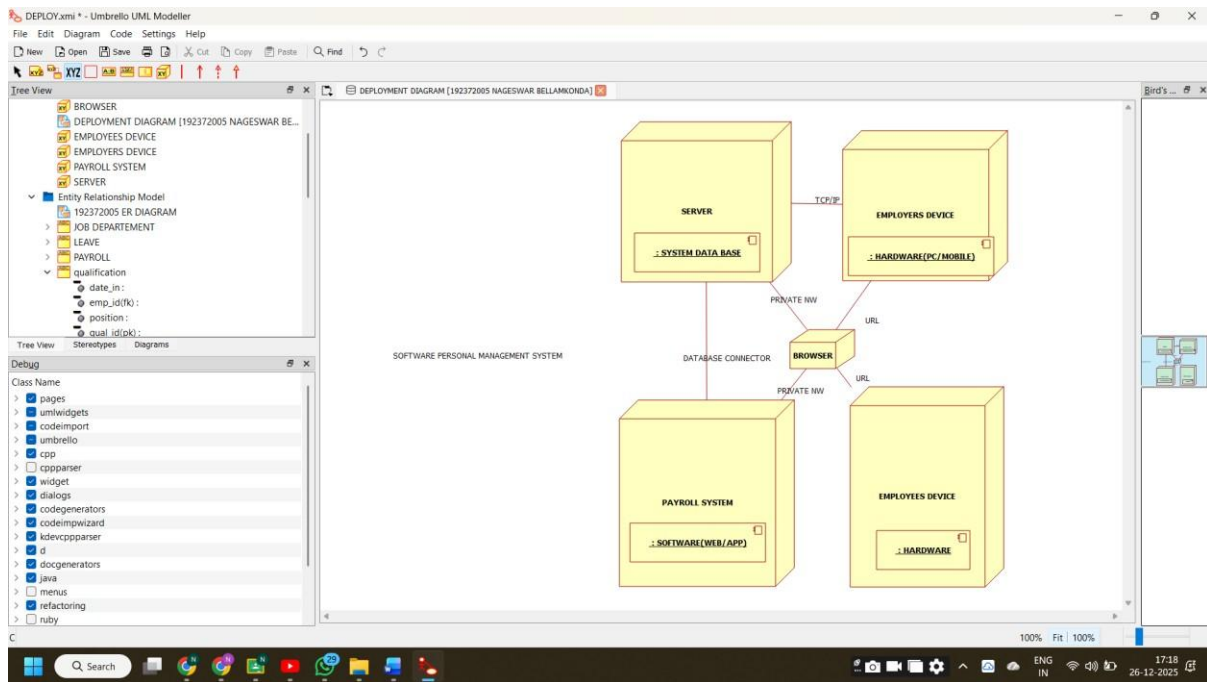 DEPLOY.xmi * - Umbrello UML Modeller
File Edit Diagram Code Settings Help
New Open Save Cut Copy Paste Find
XYZ
Tree View
BROWSER
DEPLOYMENT DIAGRAM [192372005 NAGESWAR BE...
EMPLOYEES DEVICE
EMPLOYERS DEVICE
PAYROLL SYSTEM
SERVER
Entity Relationship Model
192372005 ER DIAGRAM
JOB DEPARTEMENT
LEAVE
PAYROLL
qualification
date_in :
emp_id(fk) :
position :
qual_id(pk) :
Tree View Stereotypes Diagrams
Debug
Class Name
pages
umlwidgets
codeimport
umbrello
cpp
cppparser
widget
dialogs
codegenerators
codeimpwizard
kdevcppparser
d
docgenerators
java
menus
refactoring
ruby
DEPLOYMENT DIAGRAM [192372005 NAGESWAR BELLAMKONDA]
SERVER
: SYSTEM DATA BASE
TCP/IP
EMPLOYERS DEVICE
: HARDWARE(PC/MOBILE)
PRIVATE NW
URL
SOFTWARE PERSONAL MANAGEMENT SYSTEM
DATABASE CONNECTOR
BROWSER
URL
PRIVATE NW
PAYROLL SYSTEM
: SOFTWARE(WEB/APP)
EMPLOYEES DEVICE
: HARDWARE
Bird's ...
C
100% Fit 100%
Search
29
ENG
IN
17:18
26-12-2025